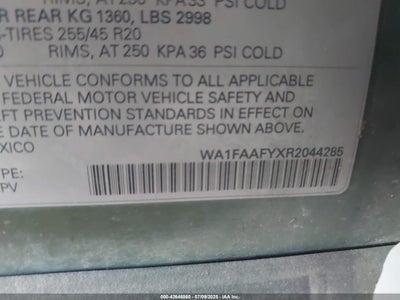 R REAR KG 1360, LBS 2998
-TIRES 255/45 R20
RIMS, AT 250 KPA 36 PSI COLD
VEHICLE CONFORMS TO ALL APPLICABLE
FEDERAL MOTOR VEHICLE SAFETY AND
FT PREVENTION STANDARDS IN EFFECT ON
E DATE OF MANUFACTURE SHOWN ABOVE.
XICO
WA1FAAFYXR2044285
YPE:
PV
000-42646060 07/09/2025 - IAA Inc.